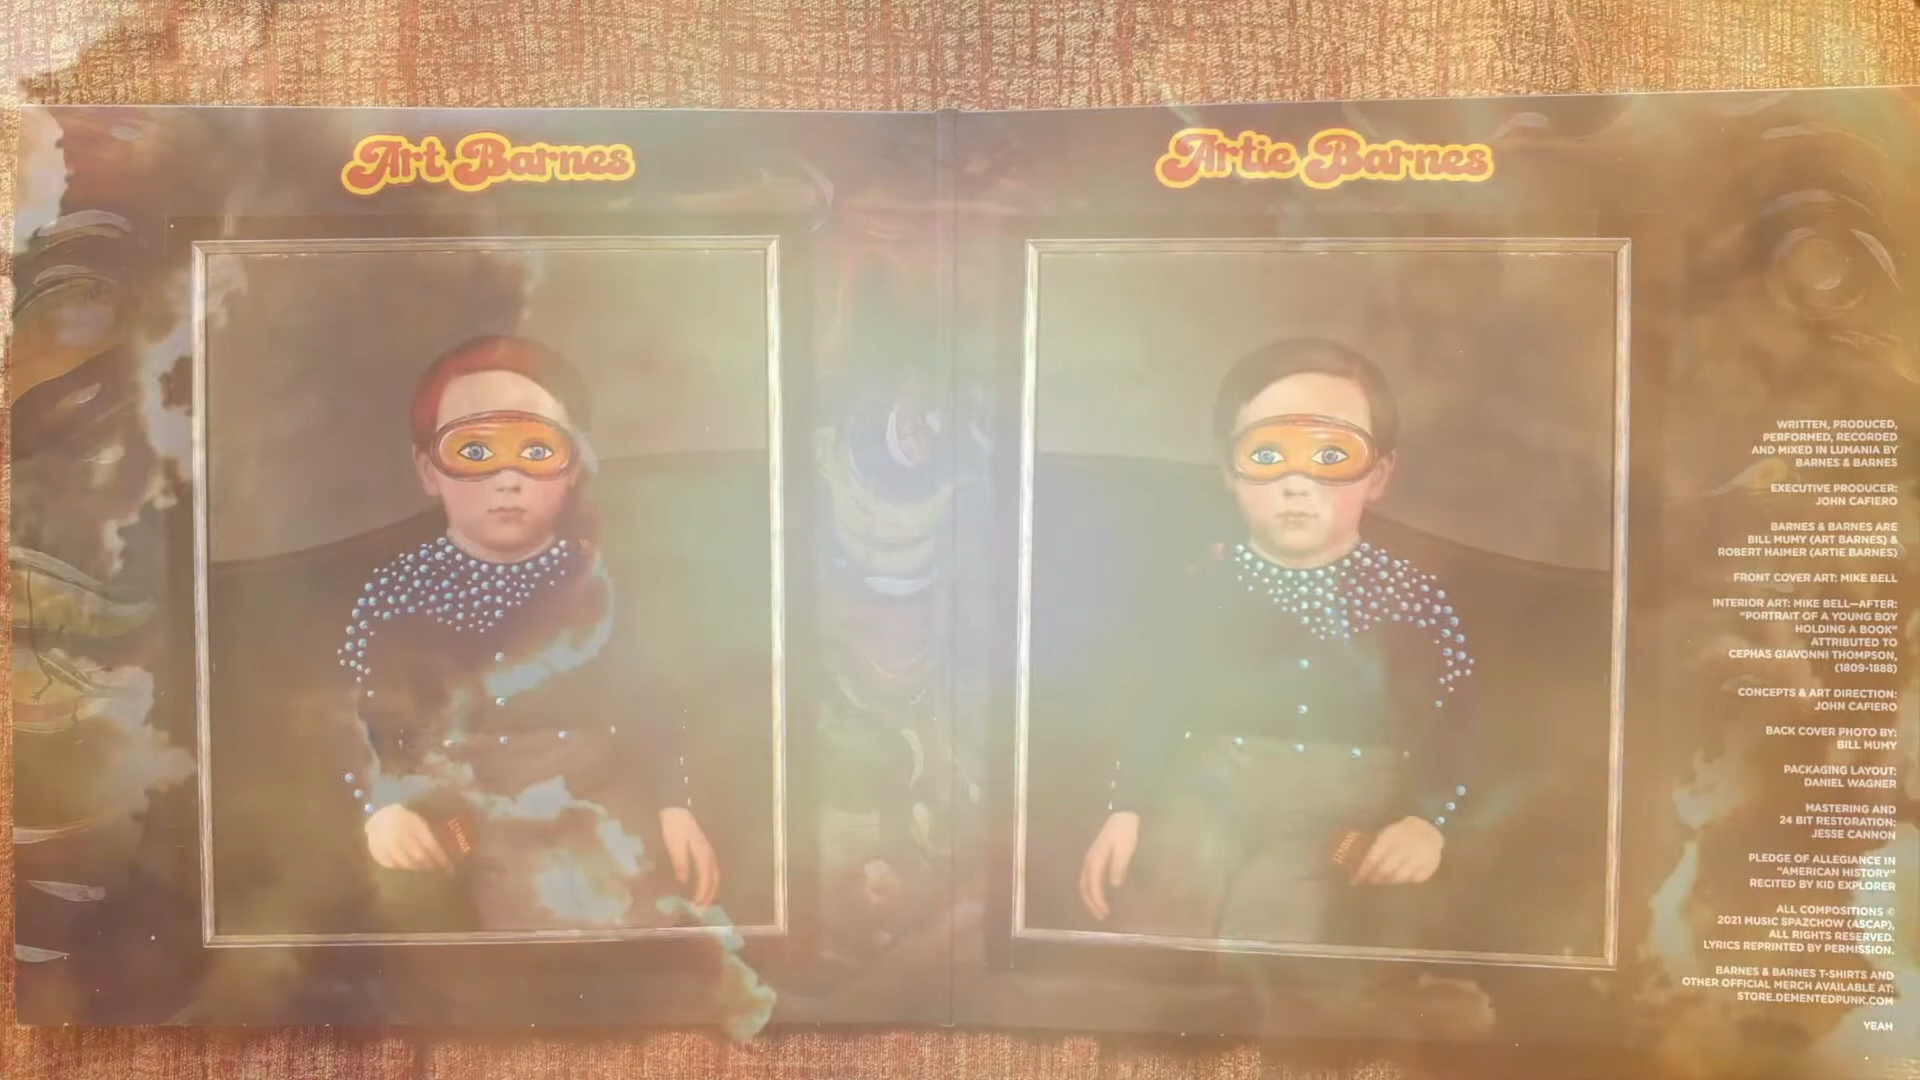 Art Barnes
Artie Barnes
WRITTEN, PRODUCED,
PERFORMED, RECORDED
AND MIXED IN LUMANIA BY
BARNES & BARNES
EXECUTIVE PRODUCER:
JOHN CAFIERO
BARNES & BARNES ARE
BILL MUMY (ART BARNES) &
ROBERT HAIMER (ARTIE BARNES)
FRONT COVER ART: MIKE BELL
INTERIOR ART: MIKE BELL—AFTER:
"PORTRAIT OF A YOUNG BOY
HOLDING A BOOK"
ATTRIBUTED TO
CEPHAS GIAVONNI THOMPSON,
(1809-1888)
CONCEPTS & ART DIRECTION:
JOHN CAFIERO
BACK COVER PHOTO BY:
BILL MUMY
PACKAGING LAYOUT:
DANIEL WAGNER
MASTERING AND
24 BIT RESTORATION:
JESSE CANNON
PLEDGE OF ALLEGIANCE IN
"AMERICAN HISTORY"
RECITED BY KID EXPLORER
ALL COMPOSITIONS ©
2021 MUSIC SPAZCHOW (ASCAP),
ALL RIGHTS RESERVED.
LYRICS REPRINTED BY PERMISSION.
BARNES & BARNES T-SHIRTS AND
OTHER OFFICIAL MERCH AVAILABLE AT:
STORE.DEMENTEDPUNK.COM
YEAH